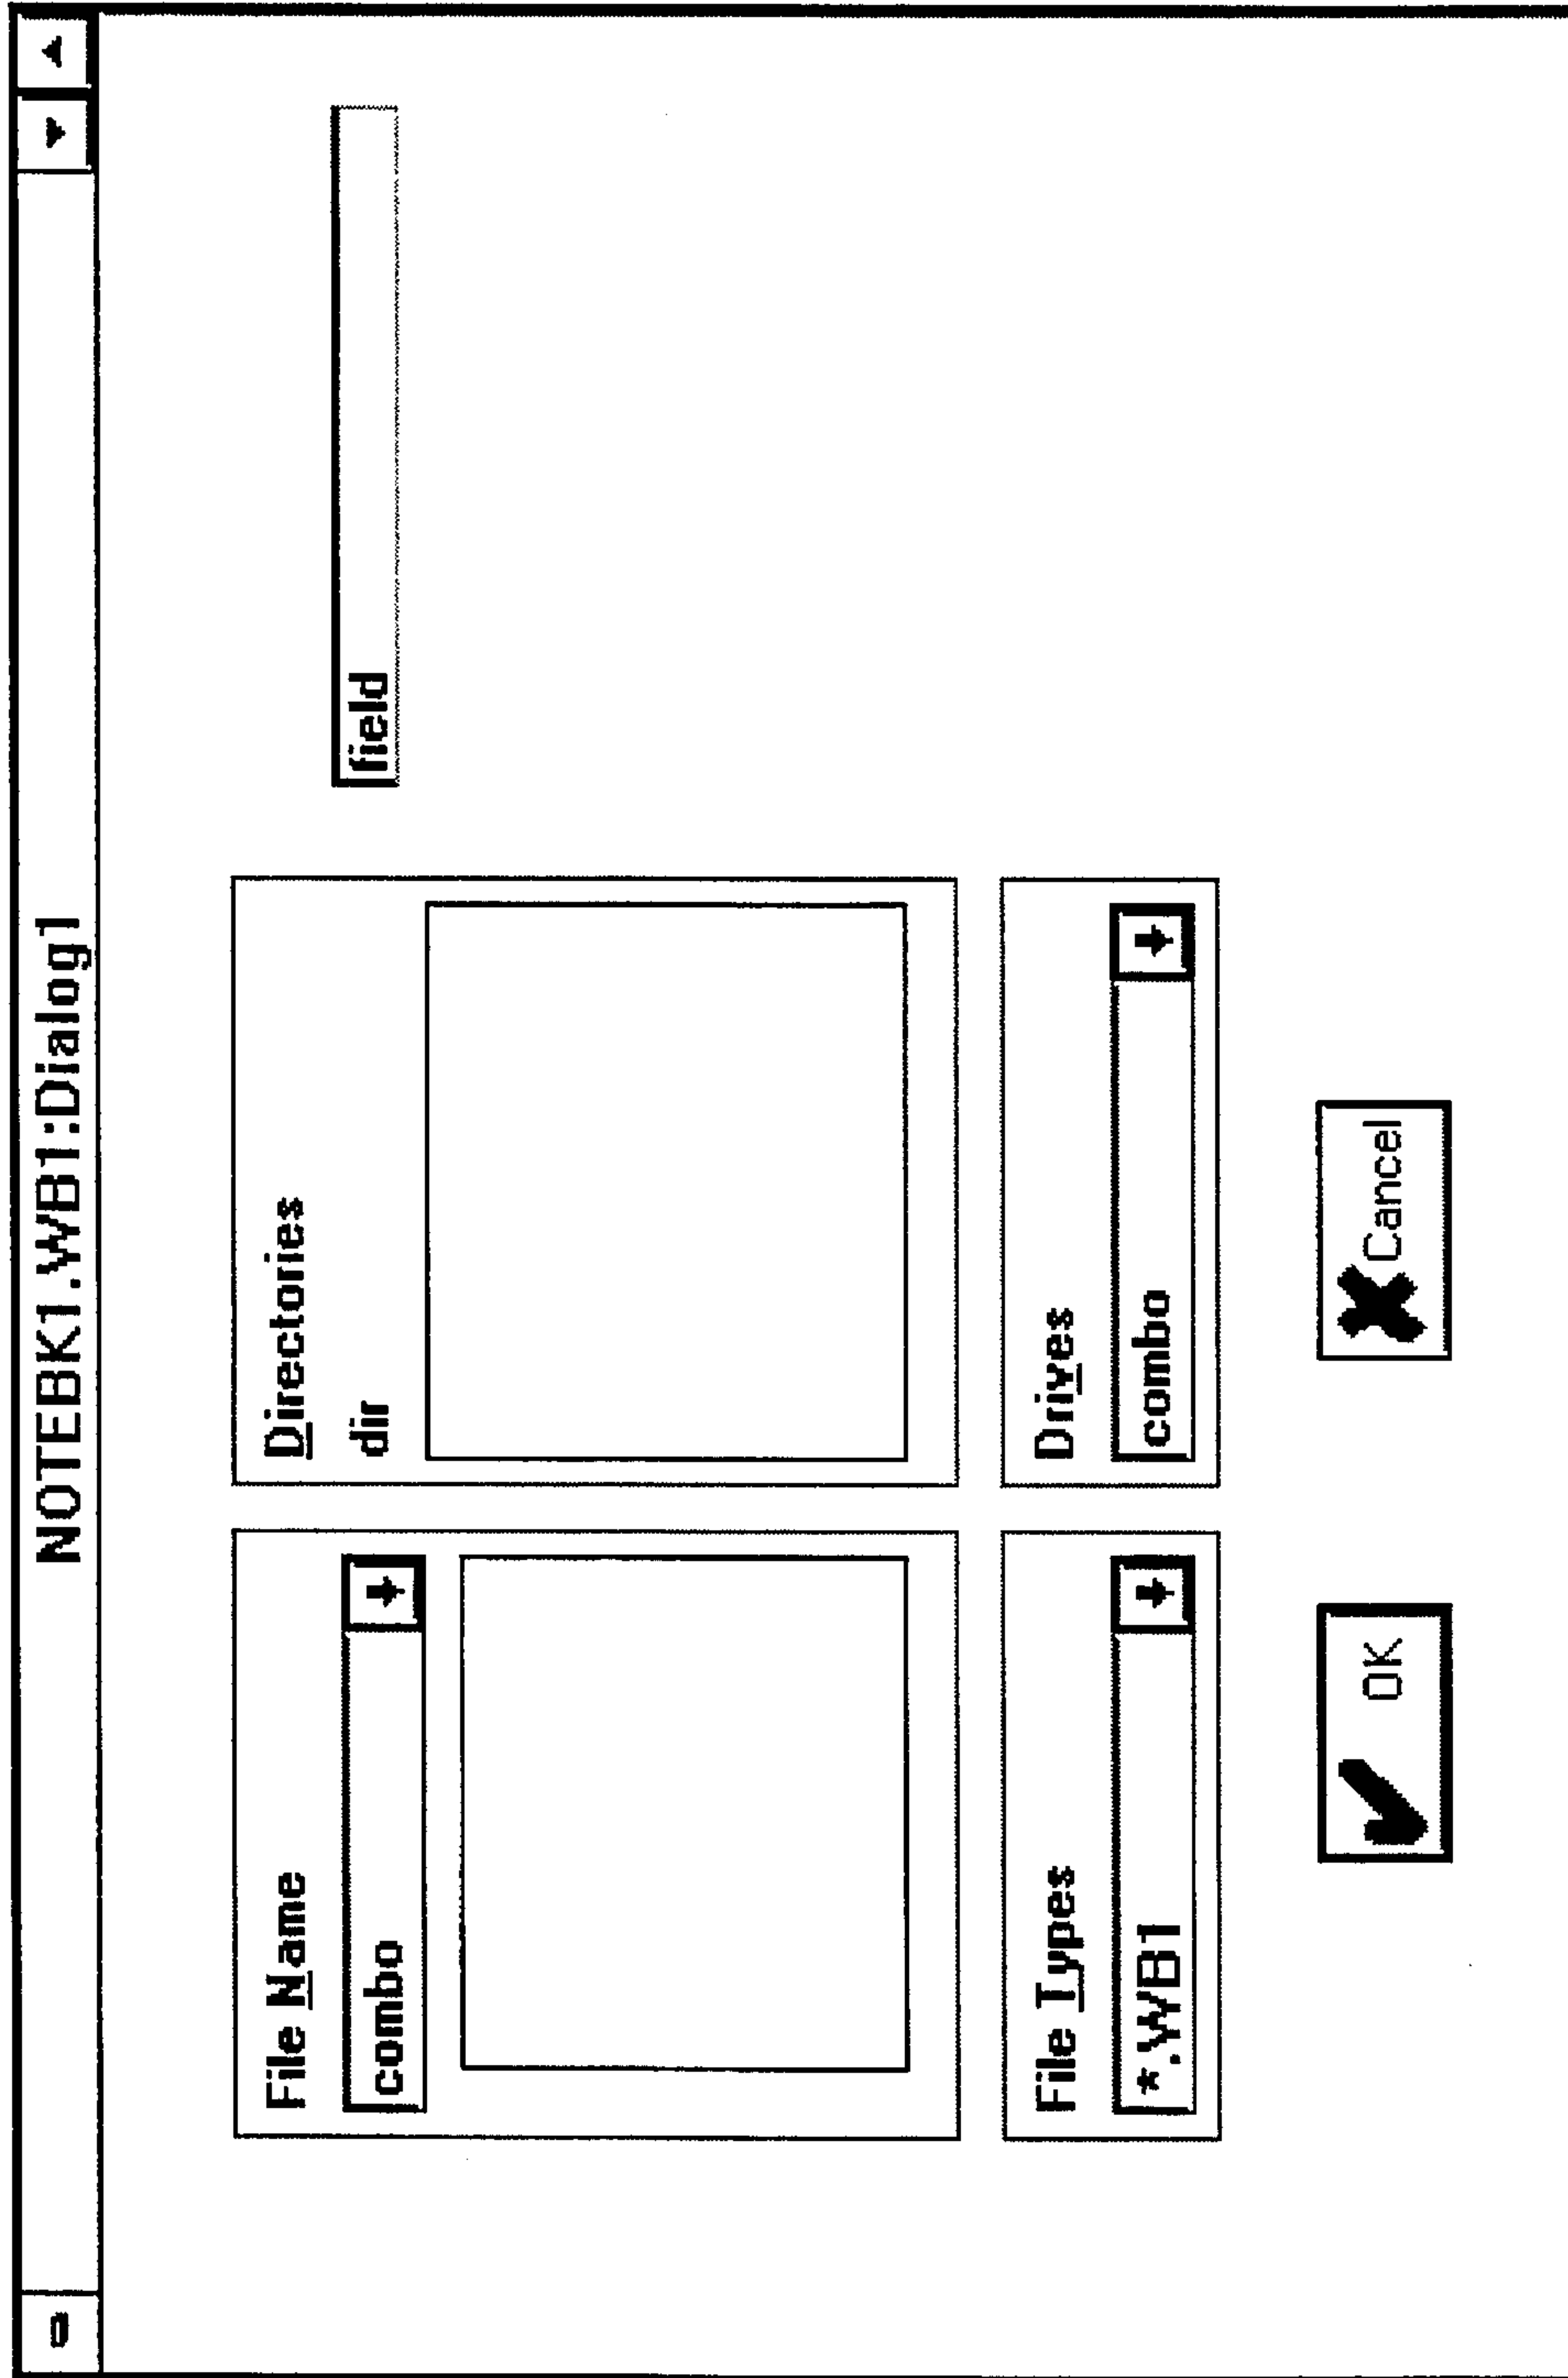 NOTEBK1.WB1:Dialog1
File Name
combo
Directories
dir
field
File Types
*.WB1
Drives
combo
OK
Cancel